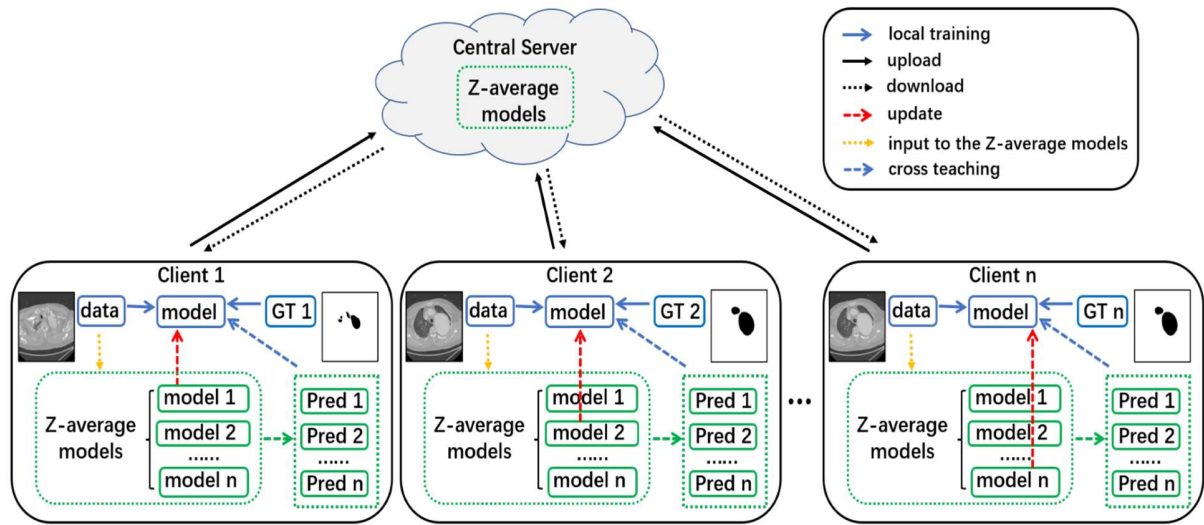 Central Server
Z-average
models
local training
upload
download
update
input to the Z-average models
cross teaching
Client 1
data
model
GT 1
Z-average
models
model 1
model 2
......
model n
Pred 1
Pred 2
......
Pred n
Client 2
data
model
GT 2
Z-average
models
model 1
model 2
......
model n
Pred 1
Pred 2
......
Pred n
...
Client n
data
model
GT n
Z-average
models
model 1
model 2
......
model n
Pred 1
Pred 2
......
Pred n